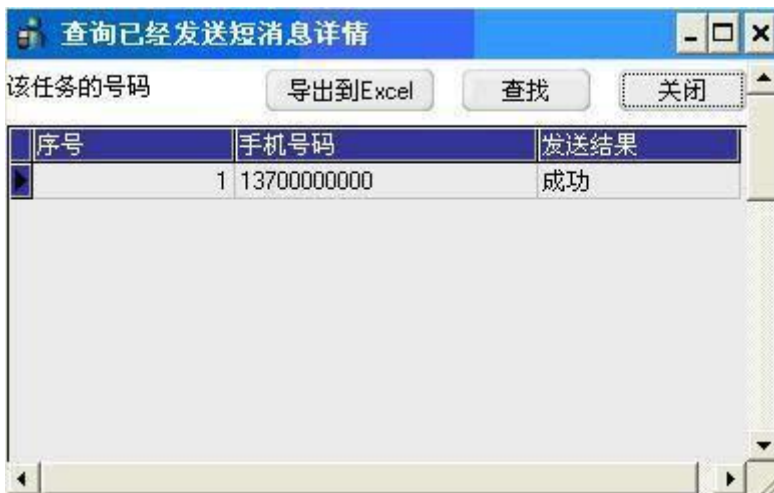 查询已经发送短消息详情
该任务的号码 导出到Excel 查找 关闭
序号 手机号码 发送结果
1 13700000000 成功